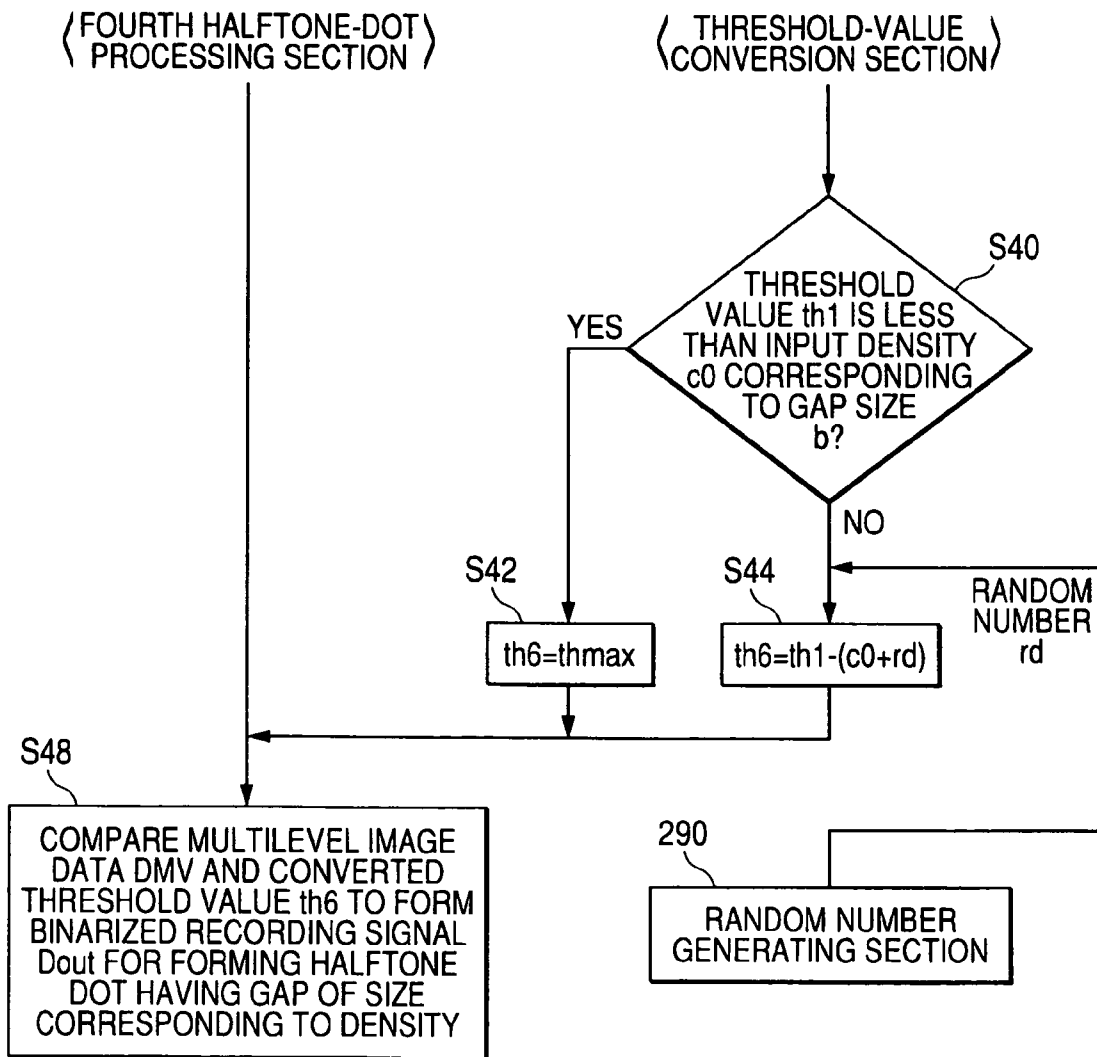 FOURTH HALFTONE-DOT
PROCESSING SECTION
THRESHOLD-VALUE
CONVERSION SECTION
S40
THRESHOLD
VALUE th1 IS LESS
THAN INPUT DENSITY
c0 CORRESPONDING
TO GAP SIZE
b?
YES
NO
S42
th6=thmax
S44
th6=th1-(c0+rd)
RANDOM
NUMBER
rd
S48
COMPARE MULTILEVEL IMAGE
DATA DMV AND CONVERTED
THRESHOLD VALUE th6 TO FORM
BINARIZED RECORDING SIGNAL
Dout FOR FORMING HALFTONE
DOT HAVING GAP OF SIZE
CORRESPONDING TO DENSITY
290
RANDOM NUMBER
GENERATING SECTION